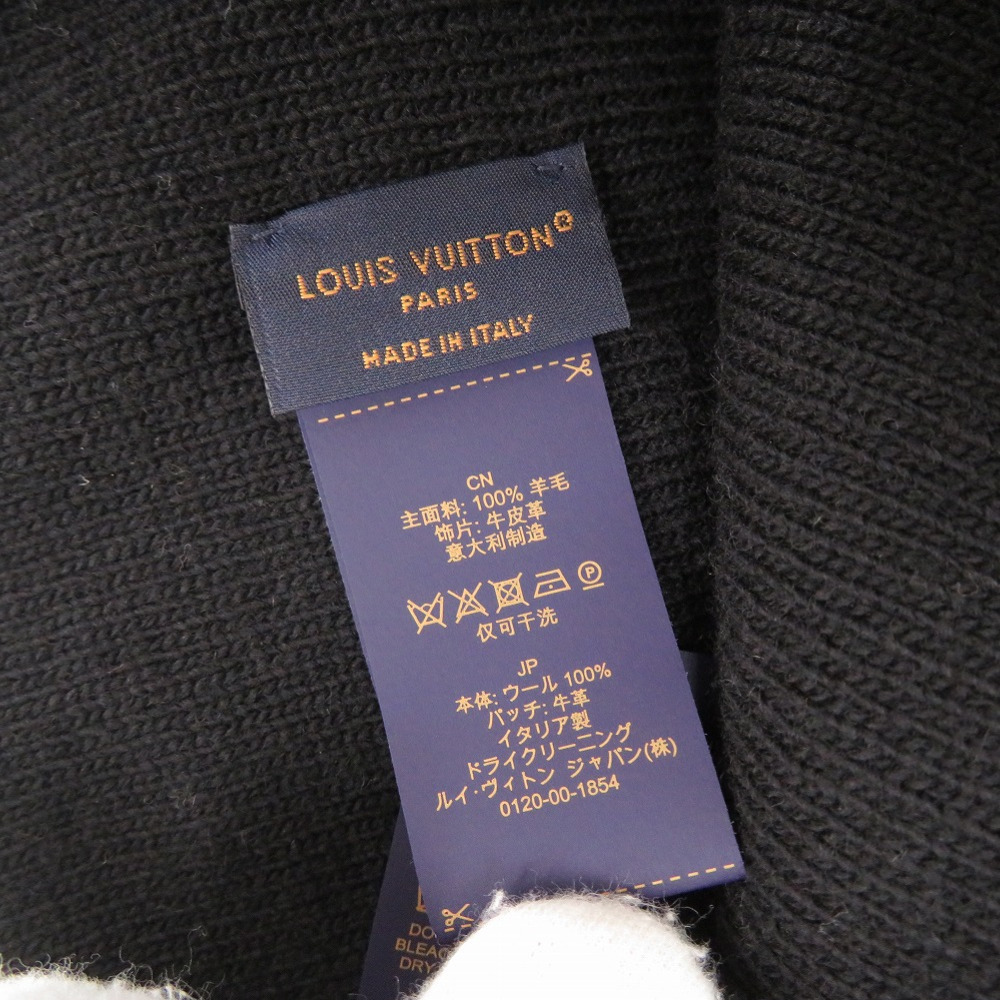 LOUIS VUITTON®
PARIS
MADE IN ITALY
CN
主面料: 100% 羊毛
饰片: 牛皮革
意大利制造
P
仅可干洗
JP
本体: ウール 100%
パッチ: 牛革
イタリア製
ドライクリーニング
ルイ・ヴィトン ジャパン(株)
0120-00-1854
DO
BLEAC
DRY